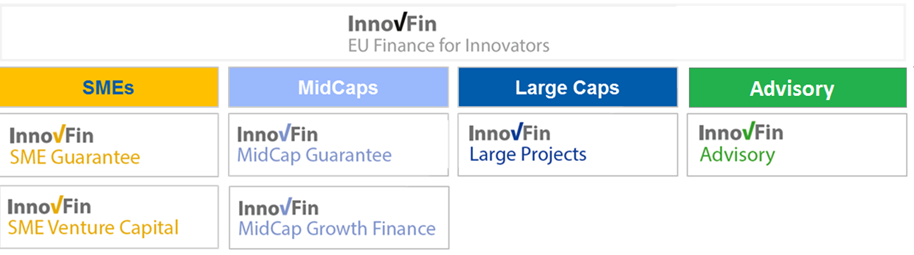 InnovFin
EU Finance for Innovators
SMEs
MidCaps
Large Caps
Advisory
InnovFin
SME Guarantee
InnovFin
MidCap Guarantee
InnovFin
Large Projects
InnovFin
Advisory
InnovFin
SME Venture Capital
InnovFin
MidCap Growth Finance